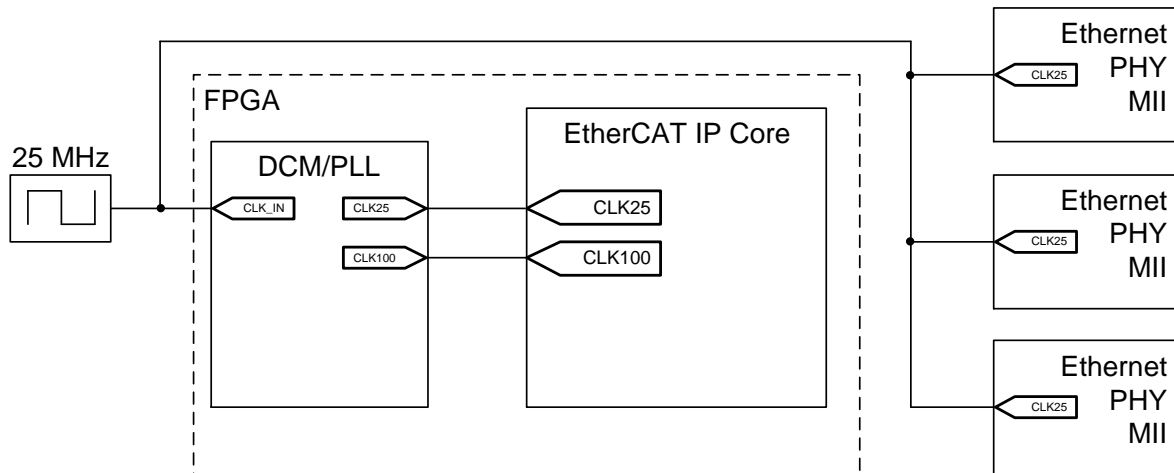 25 MHz
FPGA
DCM/PLL
CLK_IN
CLK25
CLK100
EtherCAT IP Core
CLK25
CLK100
Ethernet
PHY
MII
CLK25
Ethernet
PHY
MII
CLK25
Ethernet
PHY
MII
CLK25